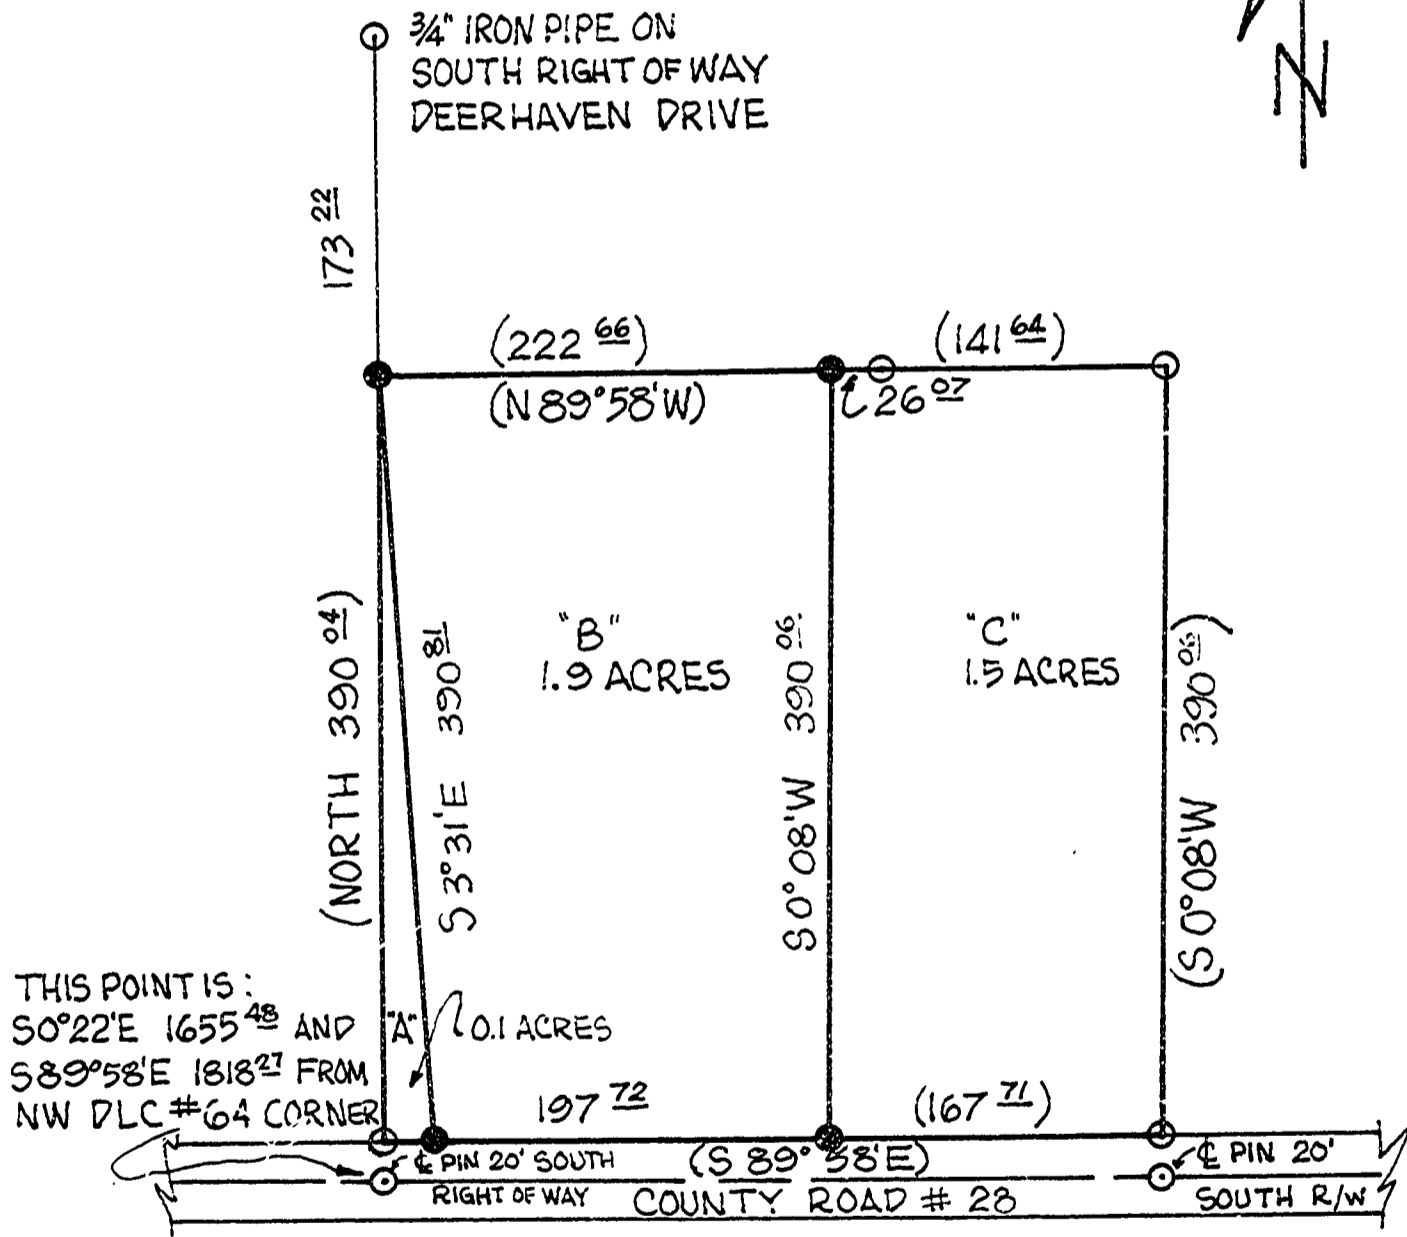 3/4" IRON PIPE ON
SOUTH RIGHT OF WAY
DEERHAVEN DRIVE
N
173 22
(222 66)
(141 64)
(N 89°58'W)
26 07
(NORTH 390 04)
S 3°31'E 390 81
"B"
1.9 ACRES
S 0°08'W 390 06
"C"
1.5 ACRES
(S 0°08'W 390 06)
THIS POINT IS:
S0°22'E 1655 48 AND
S89°58'E 1818 27 FROM
NW DLC #64 CORNER
"A"
0.1 ACRES
197 72
(167 71)
℄ PIN 20' SOUTH
RIGHT OF WAY
(S 89°58'E)
COUNTY ROAD # 28
℄ PIN 20'
SOUTH R/W